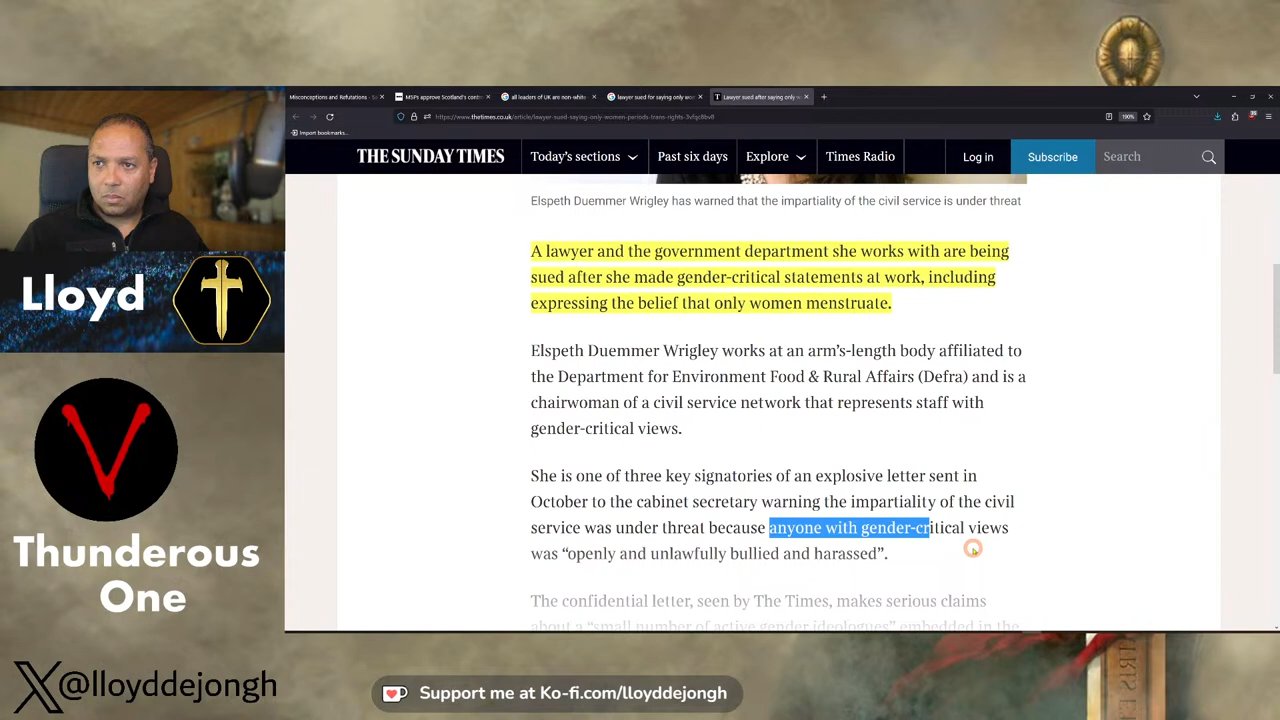 Misconceptions and Refutations - 
MSPs approve Scotland's cont
all leaders of UK are non-white
lawyer sued for saying only wo
Lawyer sued after saying only w
https://www.thetimes.co.uk/article/lawyer-sued-saying-only-women-periods-trans-rights-3vfqc8bv8
190%
Import bookmarks...
THE SUNDAY TIMES
Today's sections
Past six days
Explore
Times Radio
Log in
Subscribe
Search
Elspeth Duemmer Wrigley has warned that the impartiality of the civil service is under threat
A lawyer and the government department she works with are being
sued after she made gender-critical statements at work, including
expressing the belief that only women menstruate.
Elspeth Duemmer Wrigley works at an arm's-length body affiliated to
the Department for Environment Food & Rural Affairs (Defra) and is a
chairwoman of a civil service network that represents staff with
gender-critical views.
She is one of three key signatories of an explosive letter sent in
October to the cabinet secretary warning the impartiality of the civil
service was under threat because anyone with gender-critical views
was “openly and unlawfully bullied and harassed”.
The confidential letter, seen by The Times, makes serious claims
about a “small number of active gender ideologues” embedded in the
Lloyd
V
Thunderous
One
X@lloyddejongh
Support me at Ko-fi.com/lloyddejongh